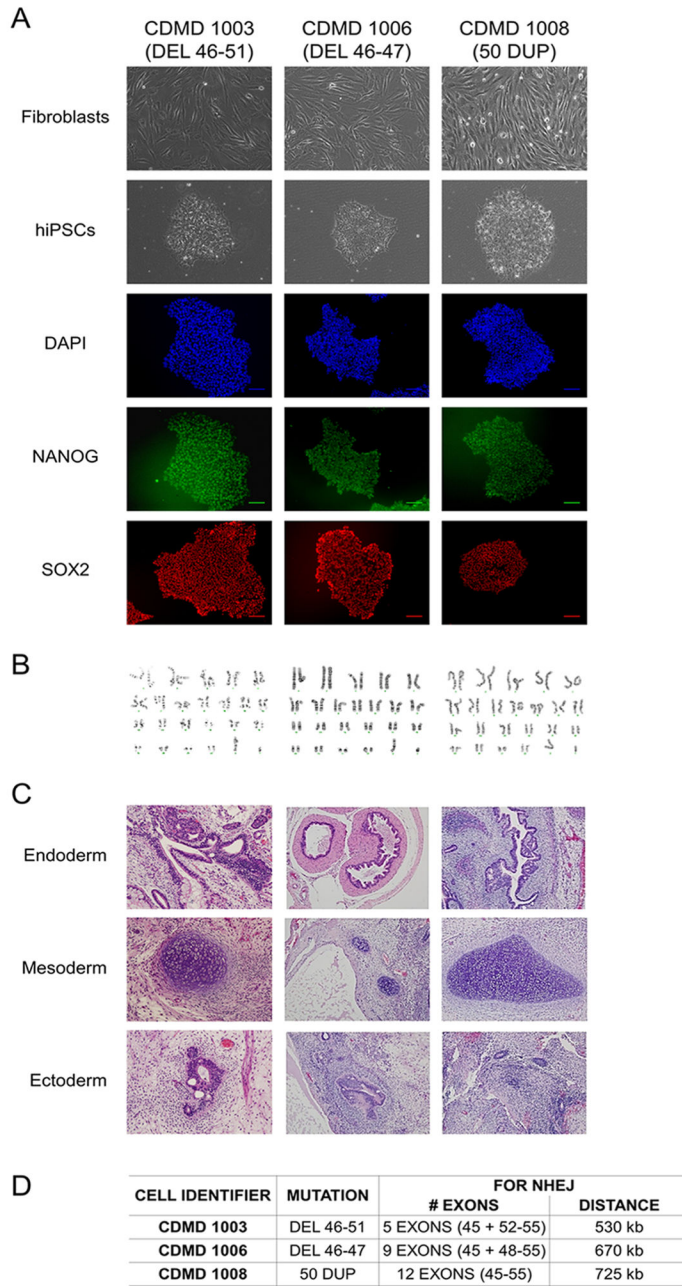 A
CDMD 1003 CDMD 1006 CDMD 1008
(DEL 46-51) (DEL 46-47) (50 DUP)
Fibroblasts
hiPSCs
DAPI
NANOG
SOX2
B
C
Endoderm
Mesoderm
Ectoderm
D
FOR NHEJ
CELL IDENTIFIER MUTATION # EXONS DISTANCE
CDMD 1003 DEL 46-51 5 EXONS (45 + 52-55) 530 kb
CDMD 1006 DEL 46-47 9 EXONS (45 + 48-55) 670 kb
CDMD 1008 50 DUP 12 EXONS (45-55) 725 kb